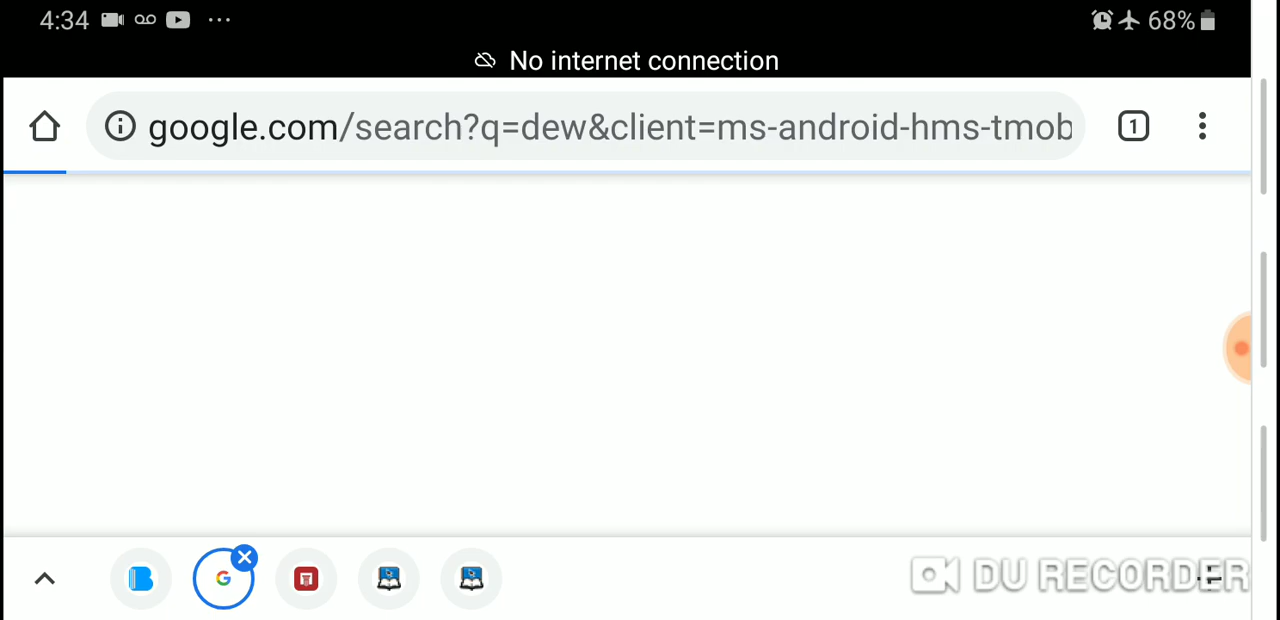 4:34 68%
No internet connection
google.com/search?q=dew&client=ms-android-hms-tmob
1
DU RECORDER